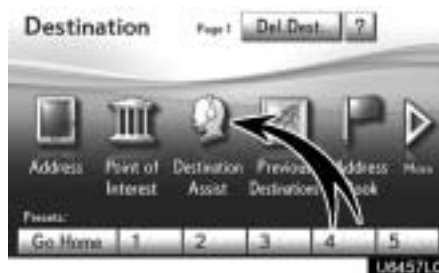 Destination Page 1 Del.Dest. ?
Address Point of Interest Destination Assist Previous Destinations Address Book More
Presets:
Go Home 1 2 3 4 5
U6457LC